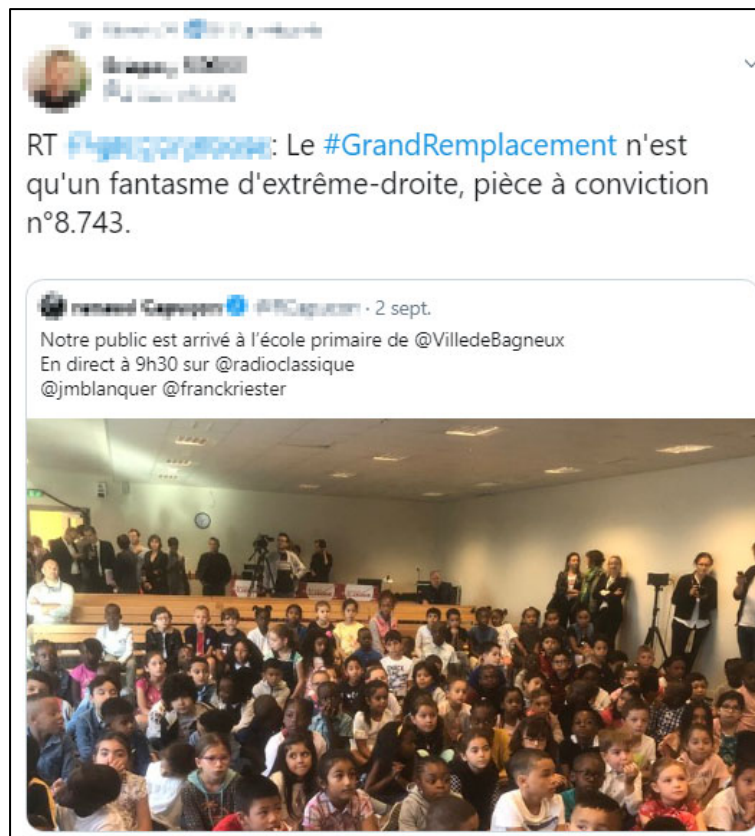 RT : Le #GrandRemplacement n'est
qu'un fantasme d'extrême-droite, pièce à conviction
n°8.743.
· 2 sept.
Notre public est arrivé à l'école primaire de @VilledeBagneux
En direct à 9h30 sur @radioclassique
@jmblanquer @franckriester